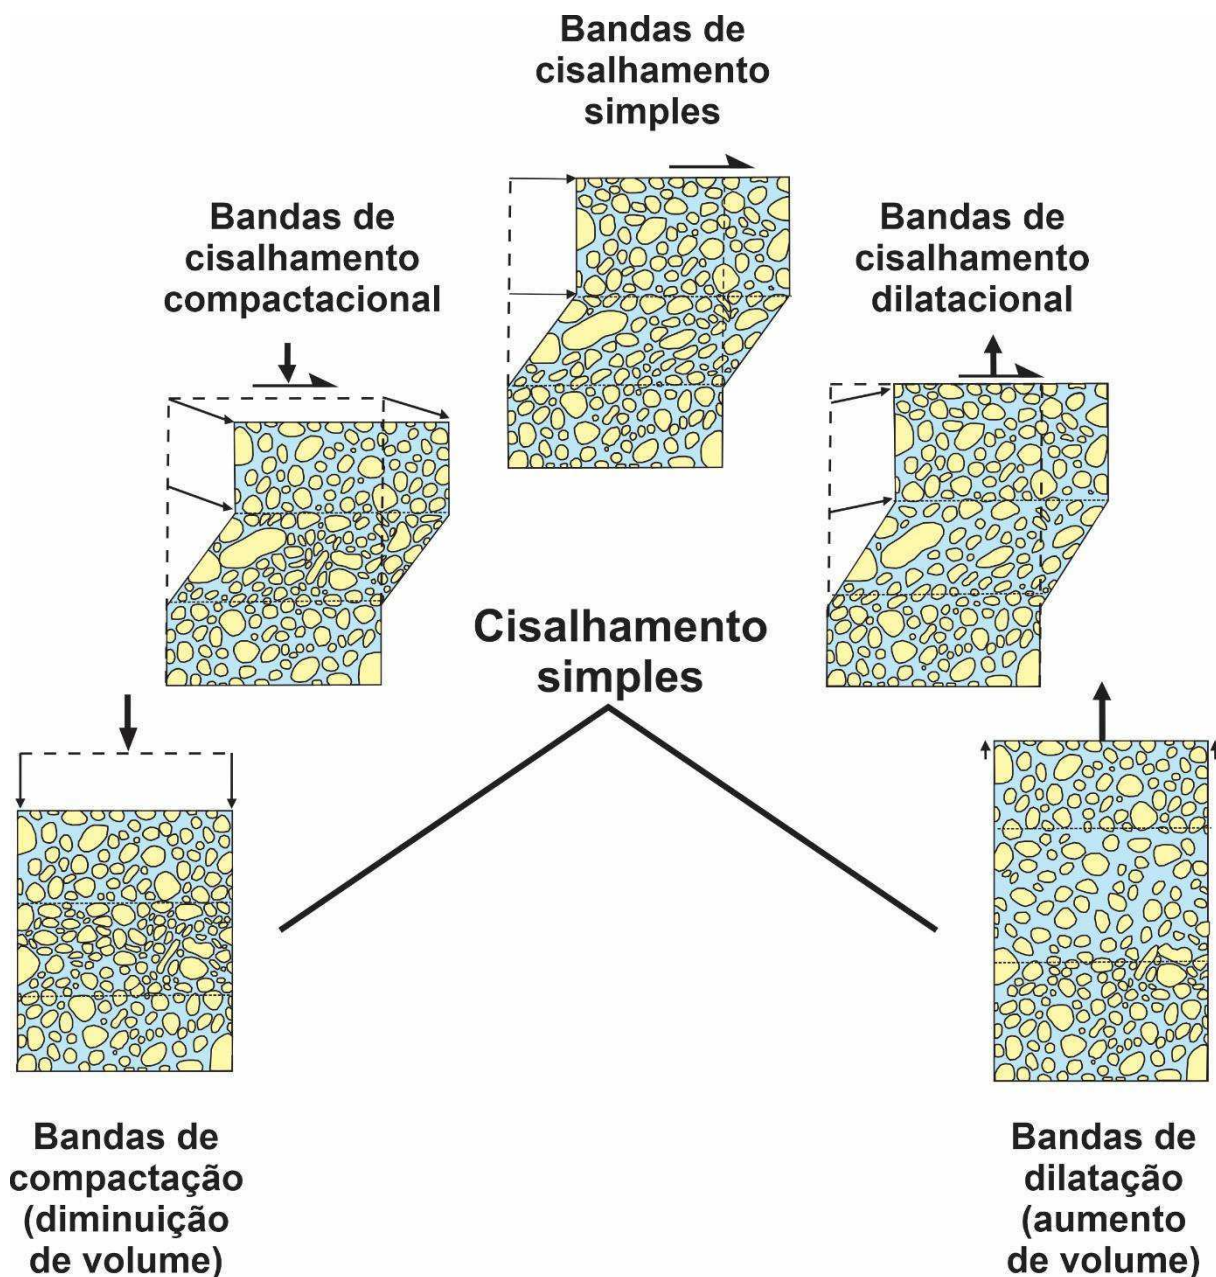 Bandas de
cisalhamento
simples
Bandas de
cisalhamento
compactacional
Bandas de
cisalhamento
dilatacional
Cisalhamento
simples
Bandas de
compactação
(diminuição
de volume)
Bandas de
dilatação
(aumento
de volume)